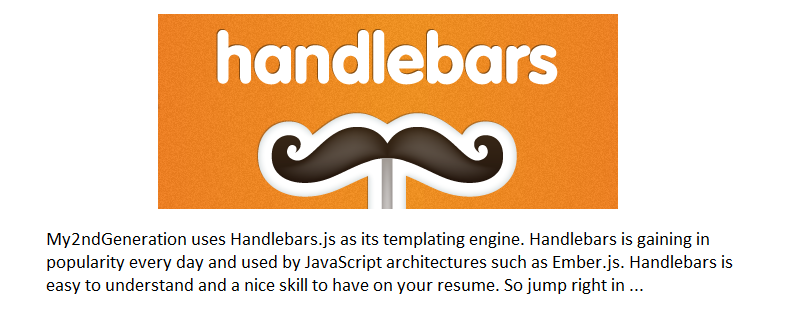 handlebars
My2ndGeneration uses Handlebars.js as its templating engine. Handlebars is gaining in
popularity every day and used by JavaScript architectures such as Ember.js. Handlebars is
easy to understand and a nice skill to have on your resume. So jump right in ...